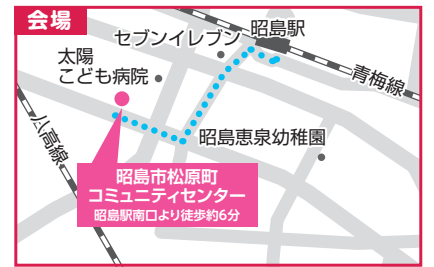 会場
昭島駅
セブンイレブン
太陽
こども病院
青梅線
八高線
昭島恵泉幼稚園
昭島市松原町
コミュニティセンター
昭島駅南口より徒歩約6分